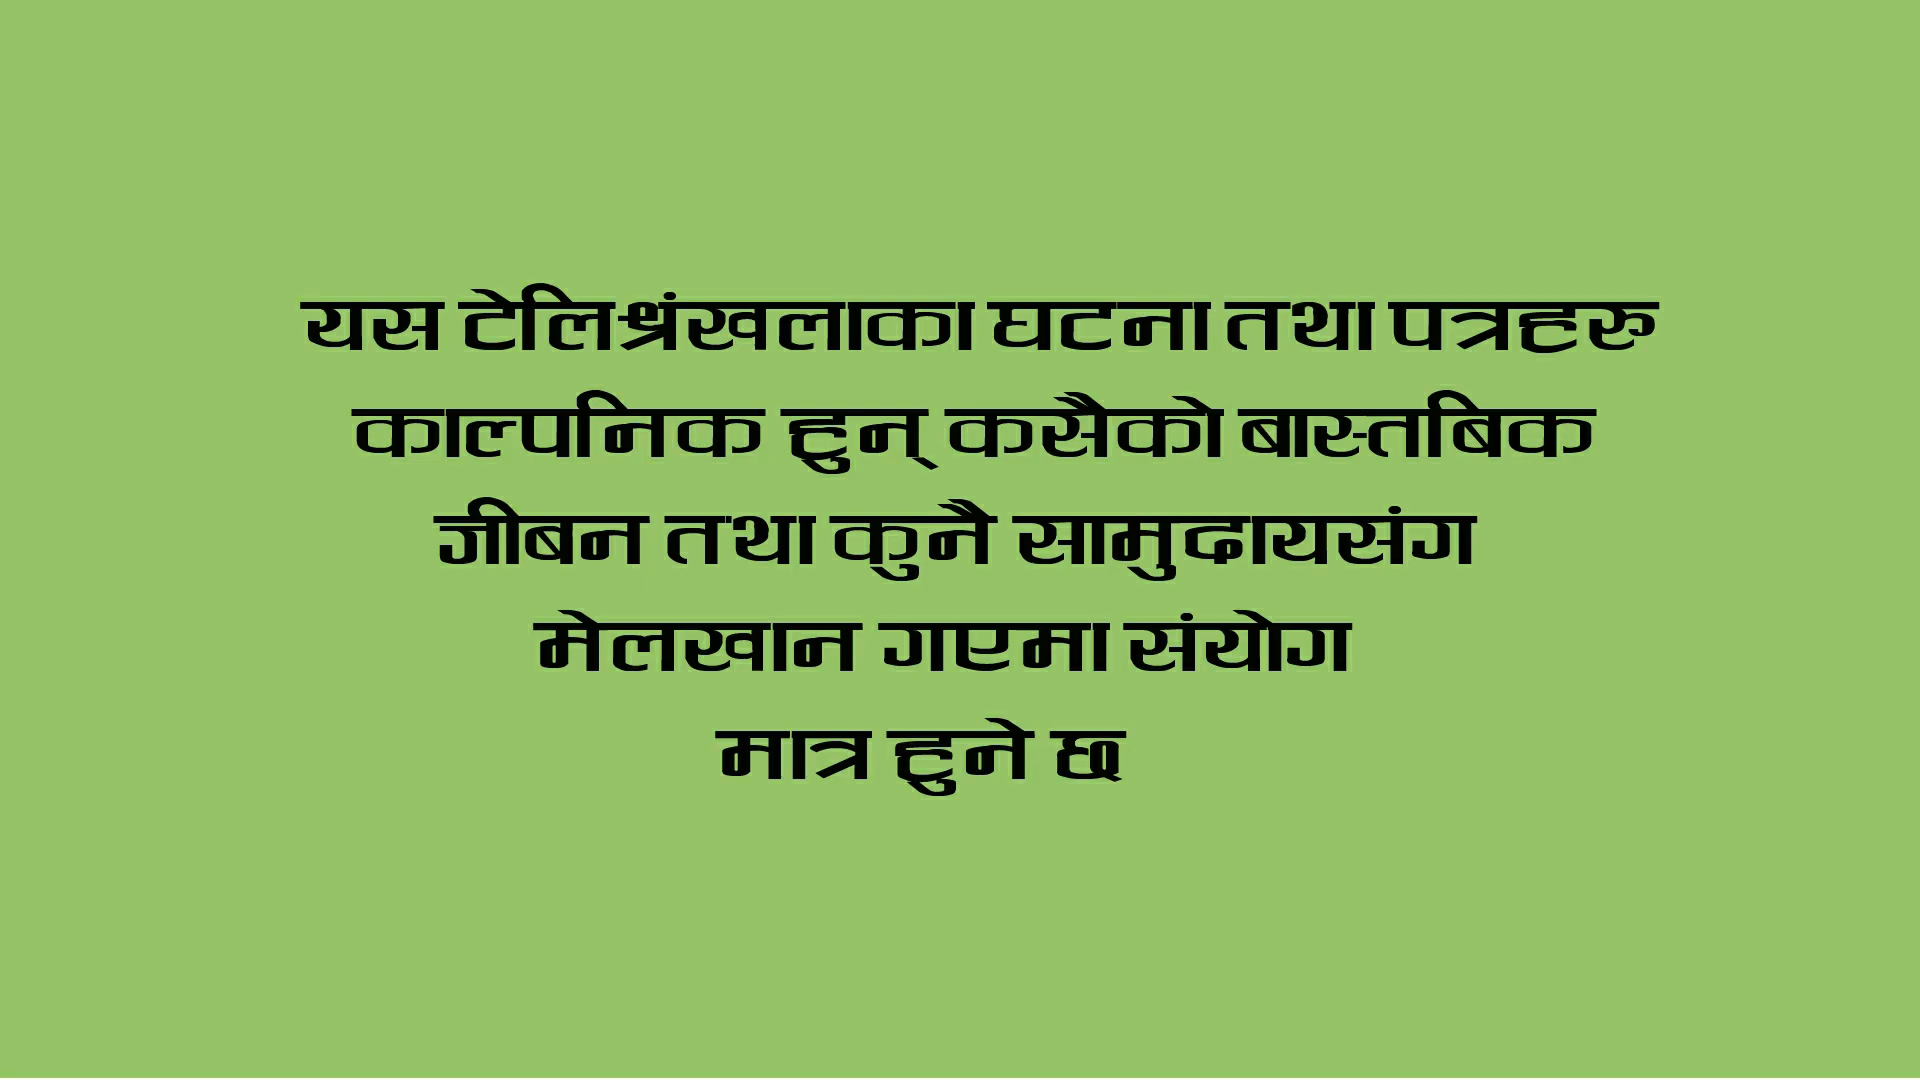 यस टेलिश्रंखलाका घटना तथा पत्रहरु
काल्पनिक हुन् कसैको बास्तबिक
जीबन तथा कुनै सामुदायसंग
मेलखान गएमा संयोग
मात्र हुने छ